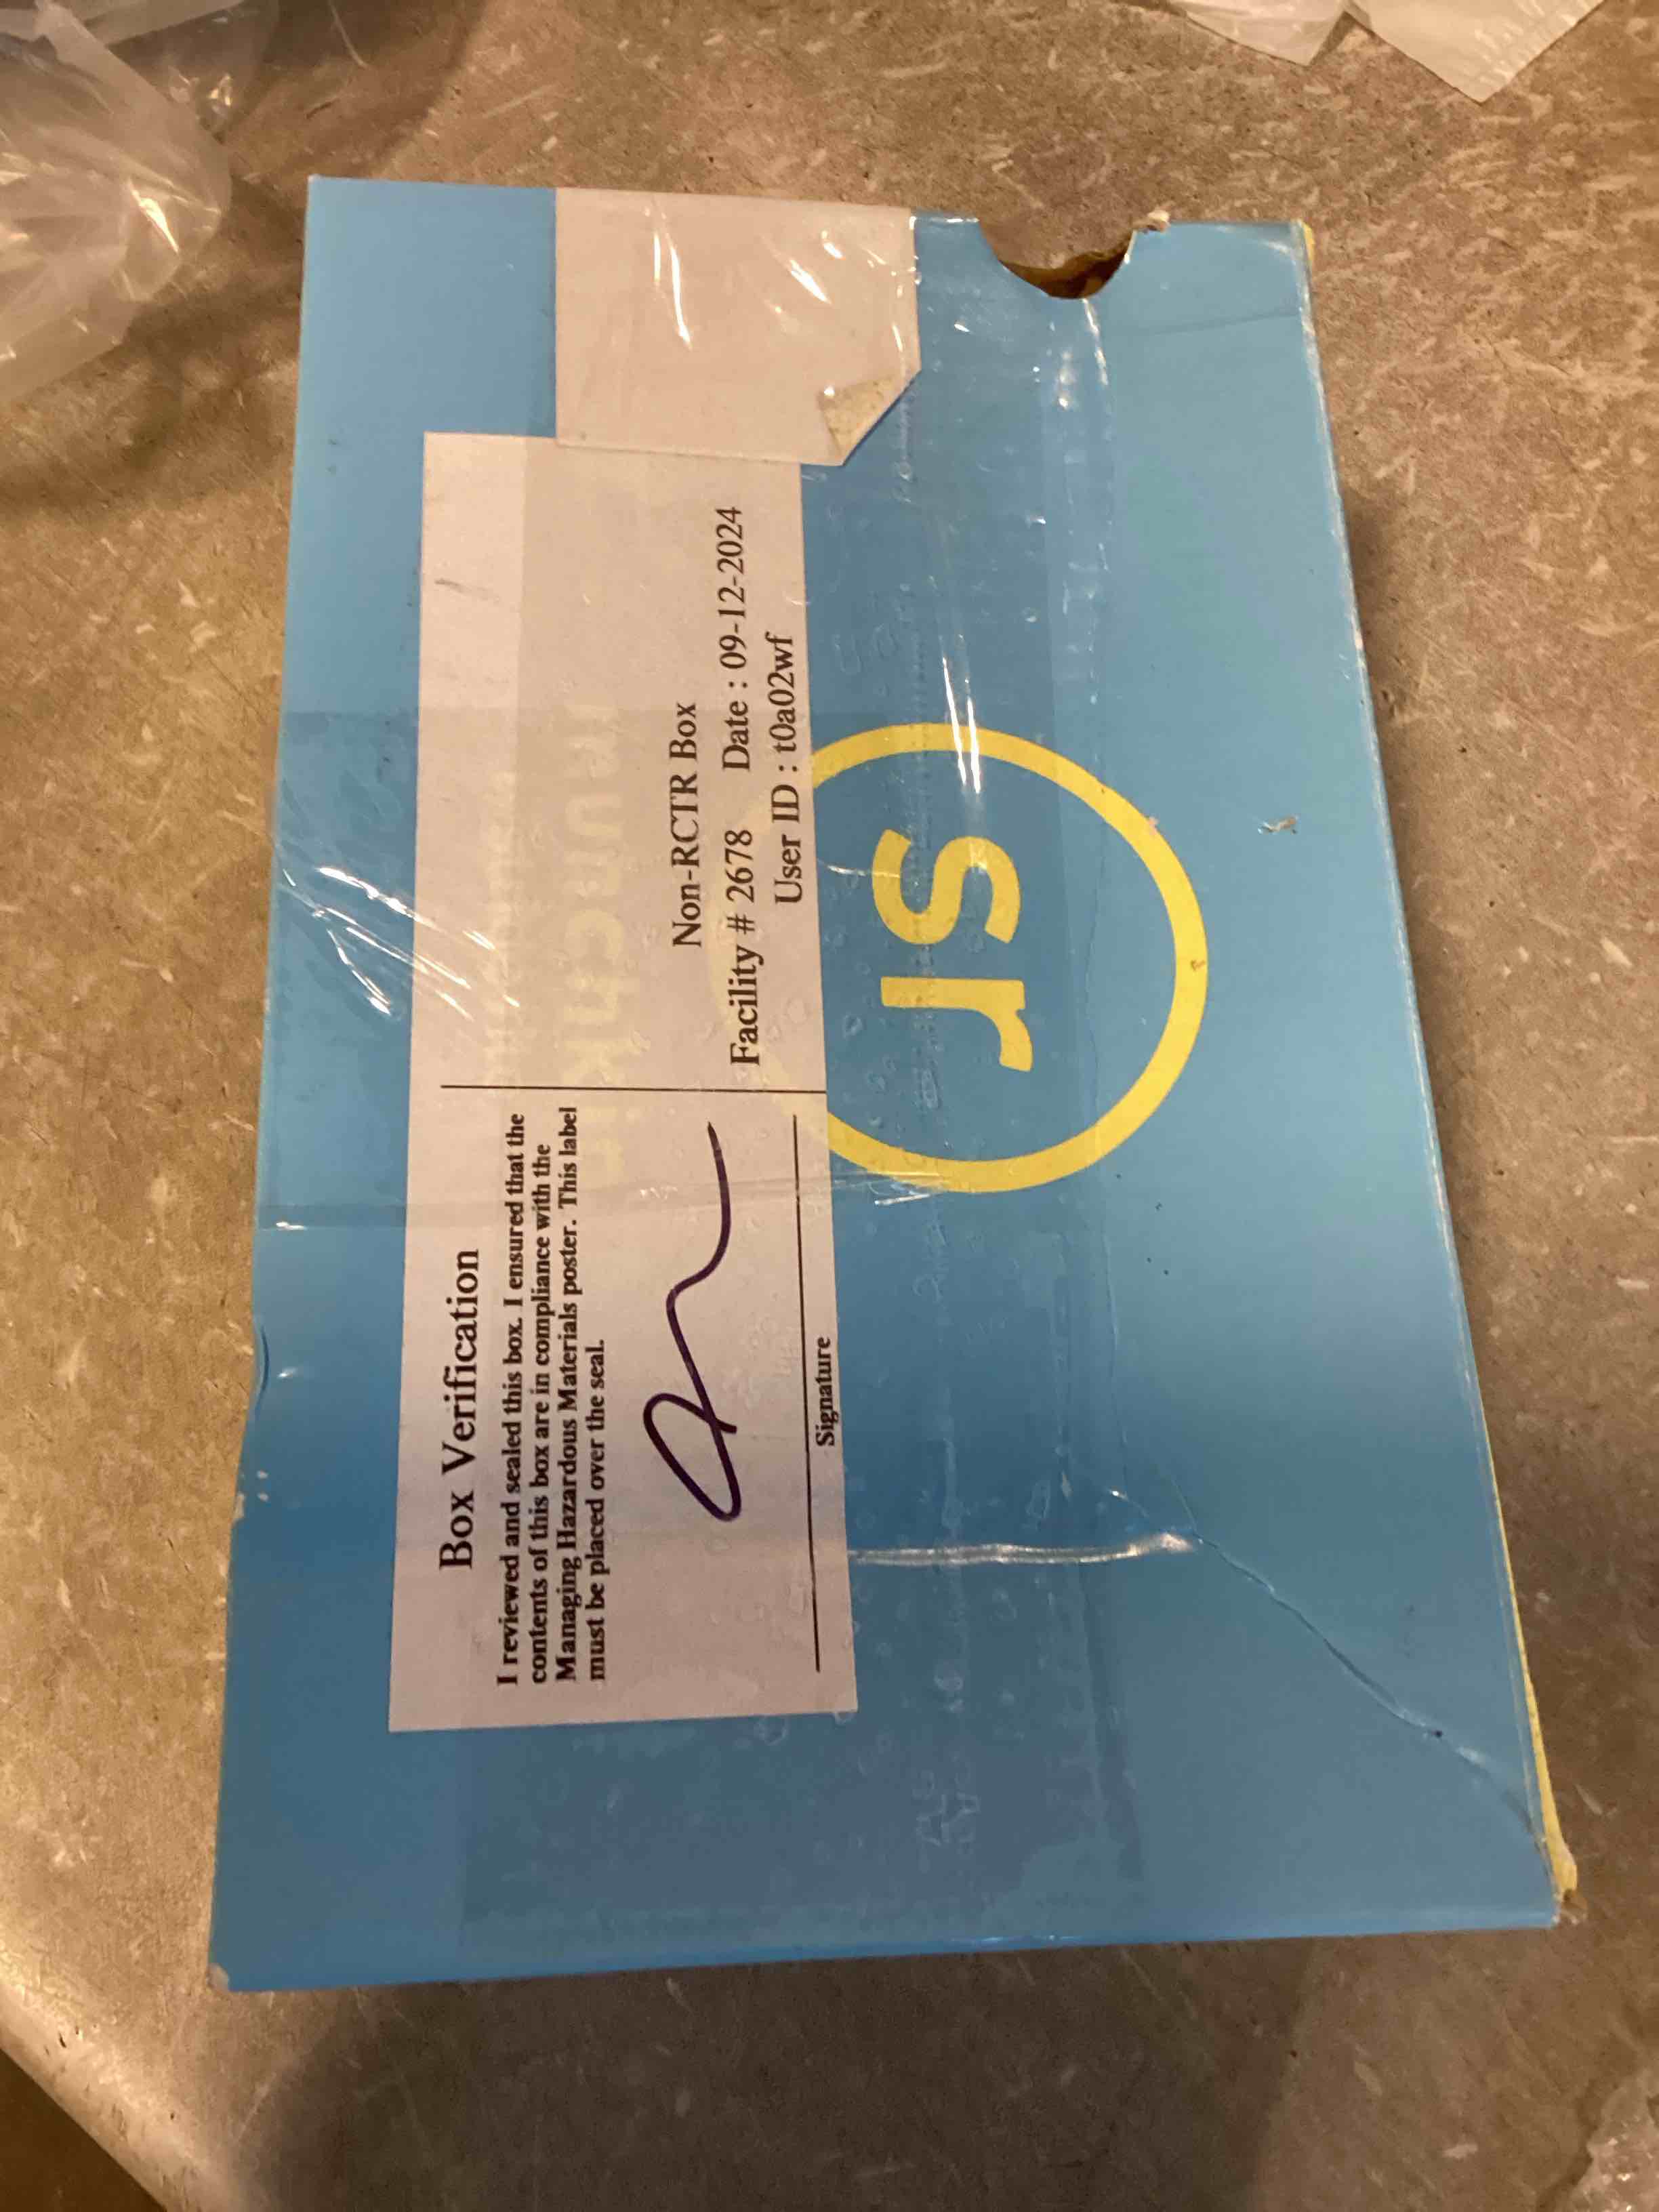 Box Verification
I reviewed and sealed this box. I ensured that the
contents of this box are in compliance with the
Managing Hazardous Materials poster. This label
must be placed over the seal.
Signature
Non-RCTR Box
Facility # 2678 Date : 09-12-2024
User ID : t0a02wf
munchkin
sr